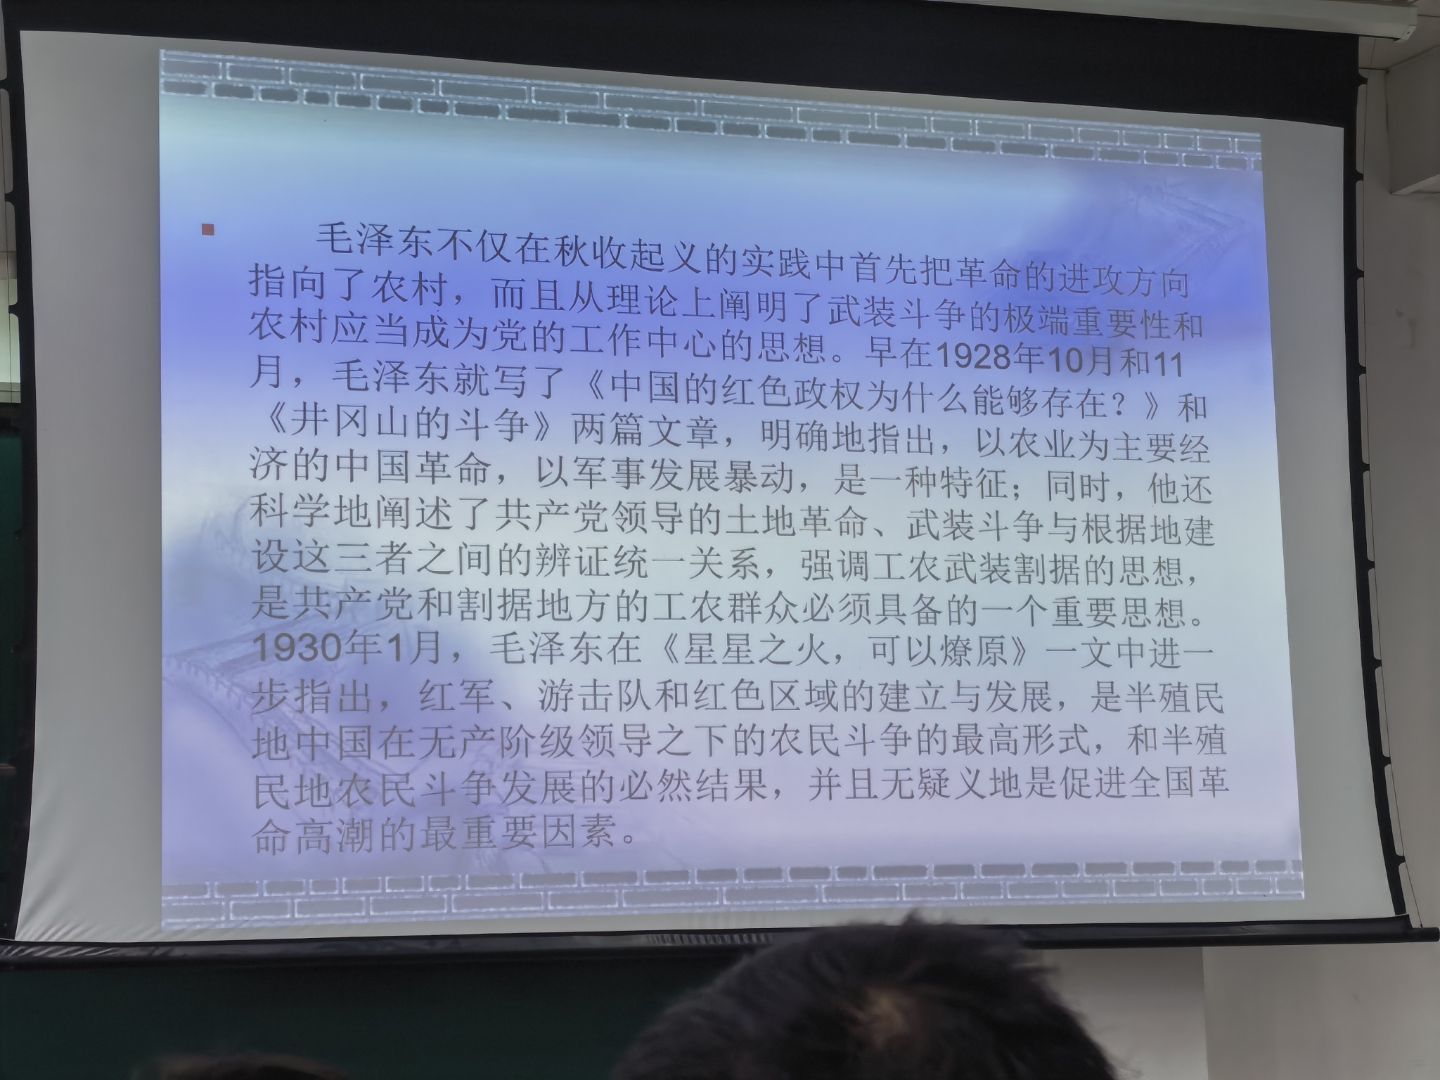 毛泽东不仅在秋收起义的实践中首先把革命的进攻方向
指向了农村，而且从理论上阐明了武装斗争的极端重要性和
农村应当成为党的工作中心的思想。早在1928年10月和11
月，毛泽东就写了《中国的红色政权为什么能够存在？》和
《井冈山的斗争》两篇文章，明确地指出，以农业为主要经
济的中国革命，以军事发展暴动，是一种特征；同时，他还
科学地阐述了共产党领导的土地革命、武装斗争与根据地建
设这三者之间的辨证统一关系，强调工农武装割据的思想，
是共产党和割据地方的工农群众必须具备的一个重要思想。
1930年1月，毛泽东在《星星之火，可以燎原》一文中进一
步指出，红军、游击队和红色区域的建立与发展，是半殖民
地中国在无产阶级领导之下的农民斗争的最高形式，和半殖
民地农民斗争发展的必然结果，并且无疑义地是促进全国革
命高潮的最重要因素。